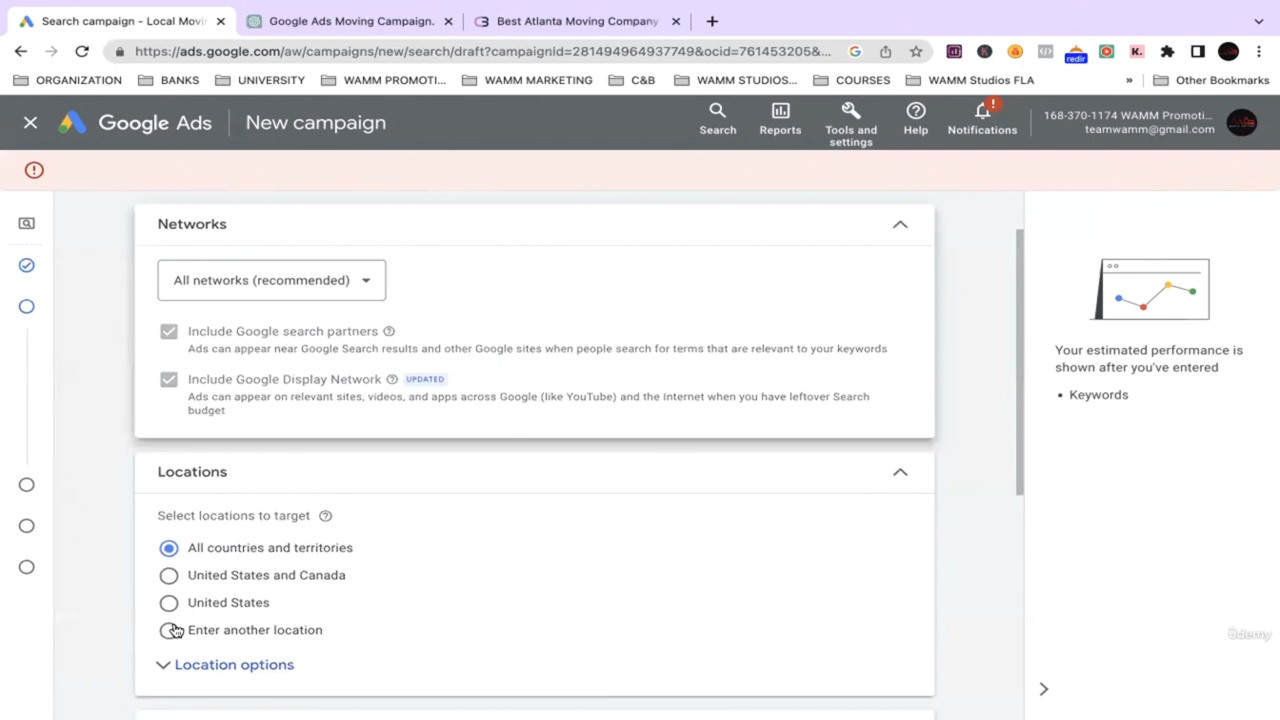 Search campaign - Local Movi
Google Ads Moving Campaign.
Best Atlanta Moving Company
https://ads.google.com/aw/campaigns/new/search/draft?campaignId=281494964937749&ocid=761453205&...
ORGANIZATION
BANKS
UNIVERSITY
WAMM PROMOTI...
WAMM MARKETING
C&B
WAMM STUDIOS...
COURSES
WAMM Studios FLA
»
Other Bookmarks
K.
redir
Google Ads
New campaign
Search
Reports
Tools and
settings
Help
Notifications
168-370-1174 WAMM Promoti...
teamwamm@gmail.com
Networks
All networks (recommended)
Include Google search partners
Ads can appear near Google Search results and other Google sites when people search for terms that are relevant to your keywords
Include Google Display Network UPDATED
Ads can appear on relevant sites, videos, and apps across Google (like YouTube) and the Internet when you have leftover Search
budget
Locations
Select locations to target
All countries and territories
United States and Canada
United States
Enter another location
Location options
Your estimated performance is
shown after you've entered
• Keywords
ûdemy